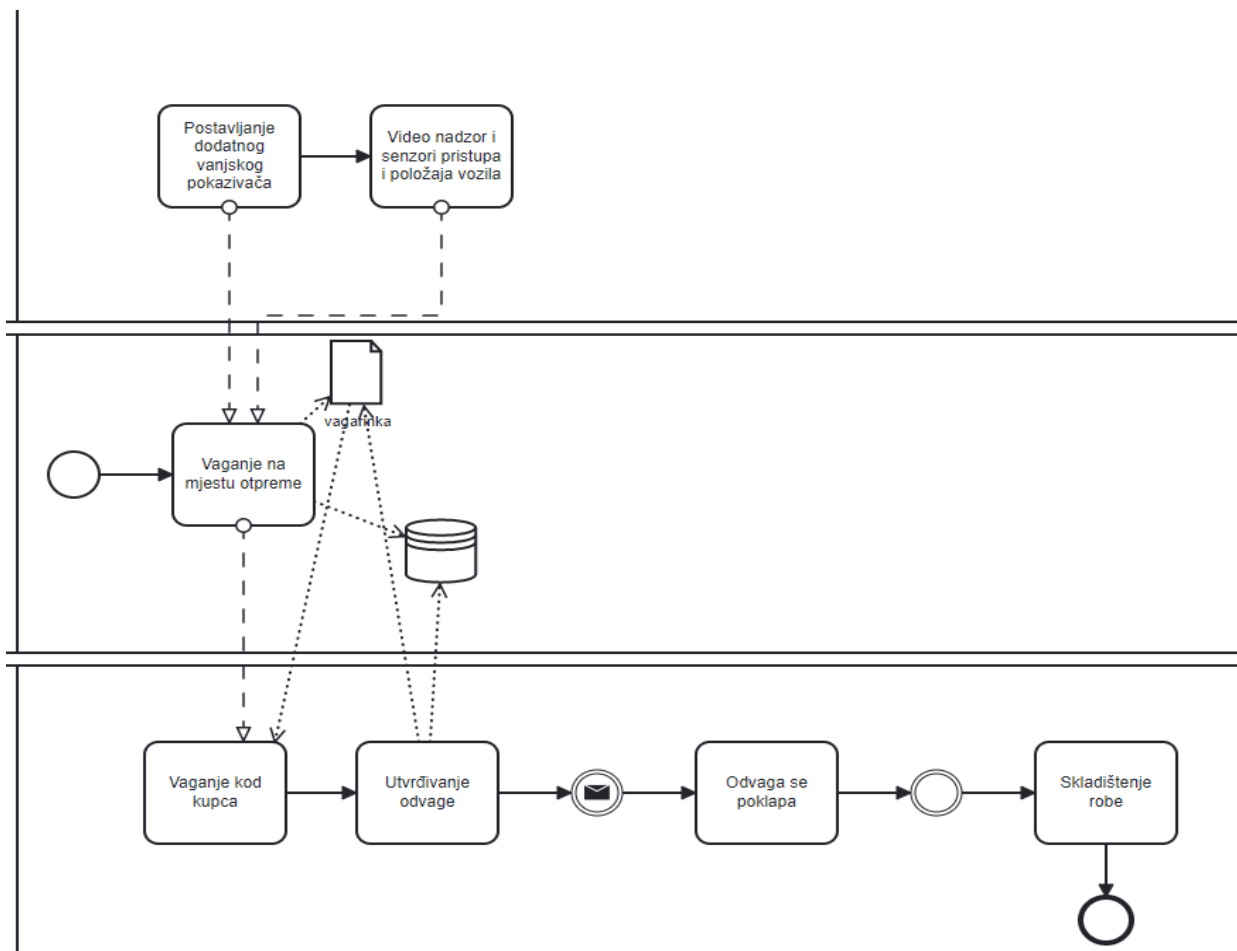 Postavljanje
dodatnog
vanjskog
pokazivača
Video nadzor i
senzori pristupa
i položaja vozila
vagarinka
Vaganje na
mjestu otpreme
Vaganje kod
kupca
Utvrđivanje
odvage
Odvaga se
poklapa
Skladištenje
robe